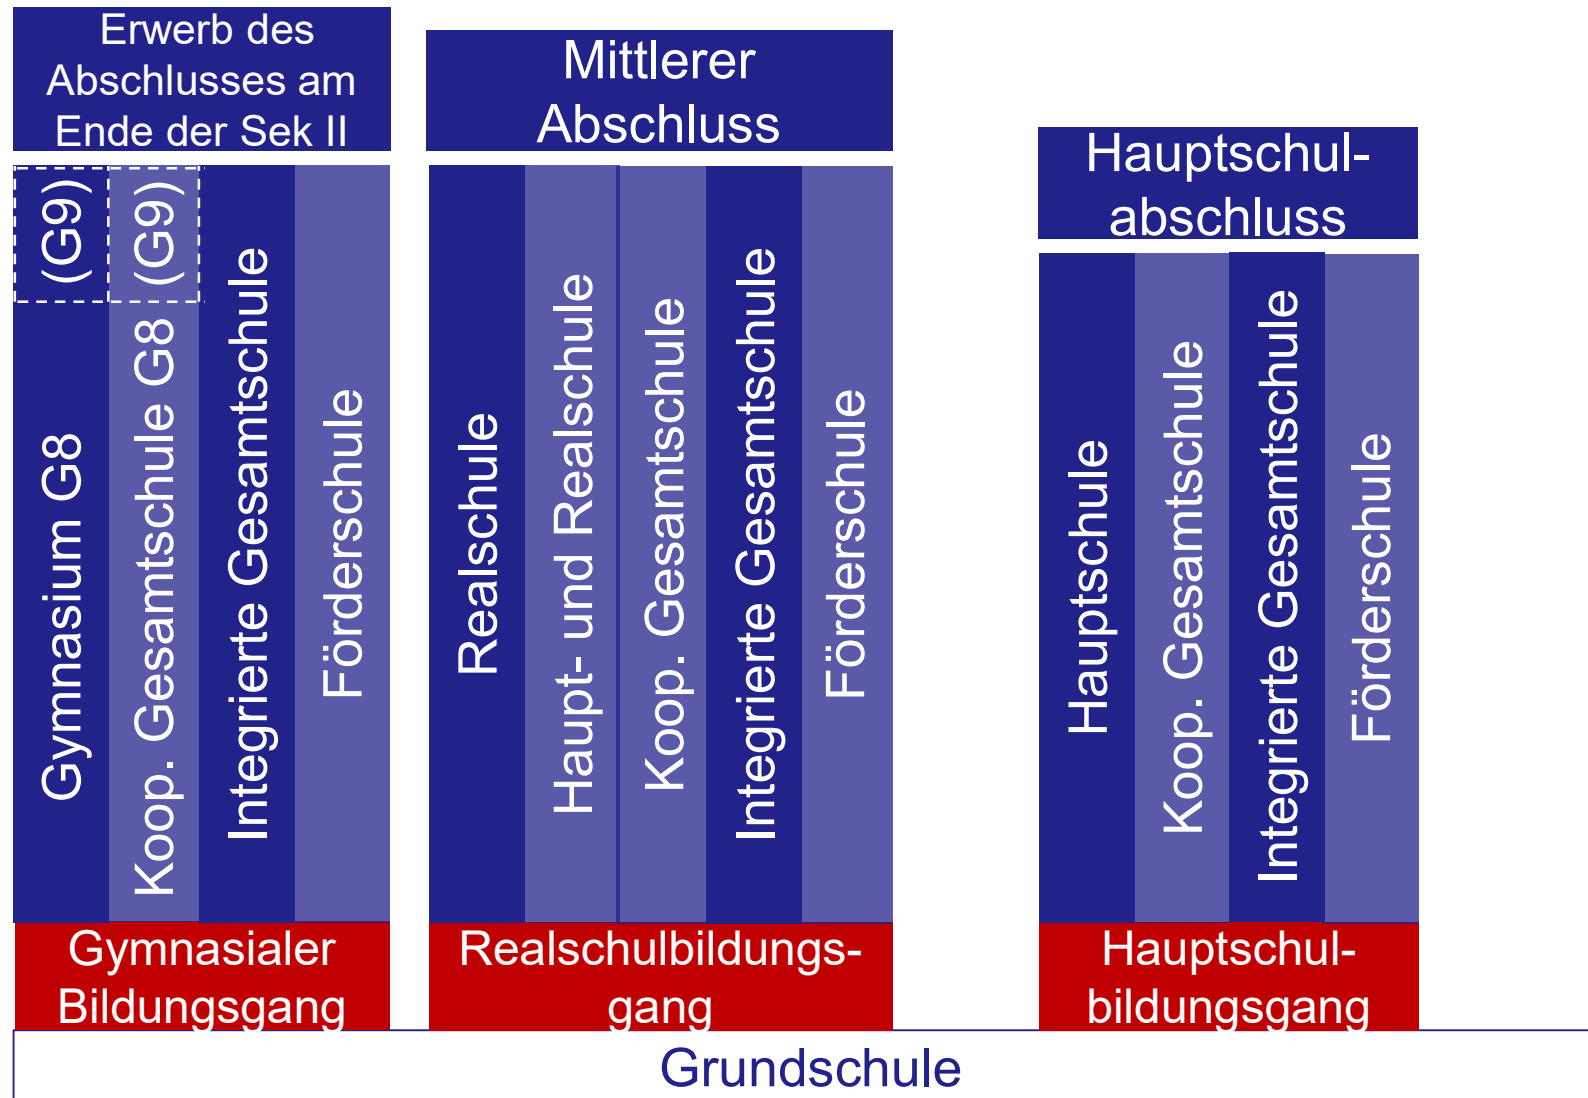 Erwerb des
Abschlusses am
Ende der Sek II
Mittlerer
Abschluss
Hauptschul-
abschluss
(G9)
Gymnasium G8
(G9)
Koop. Gesamtschule G8
Integrierte Gesamtschule
Förderschule
Realschule
Haupt- und Realschule
Koop. Gesamtschule
Integrierte Gesamtschule
Förderschule
Hauptschule
Koop. Gesamtschule
Integrierte Gesamtschule
Förderschule
Gymnasialer
Bildungsgang
Realschulbildungs-
gang
Hauptschul-
bildungsgang
Grundschule